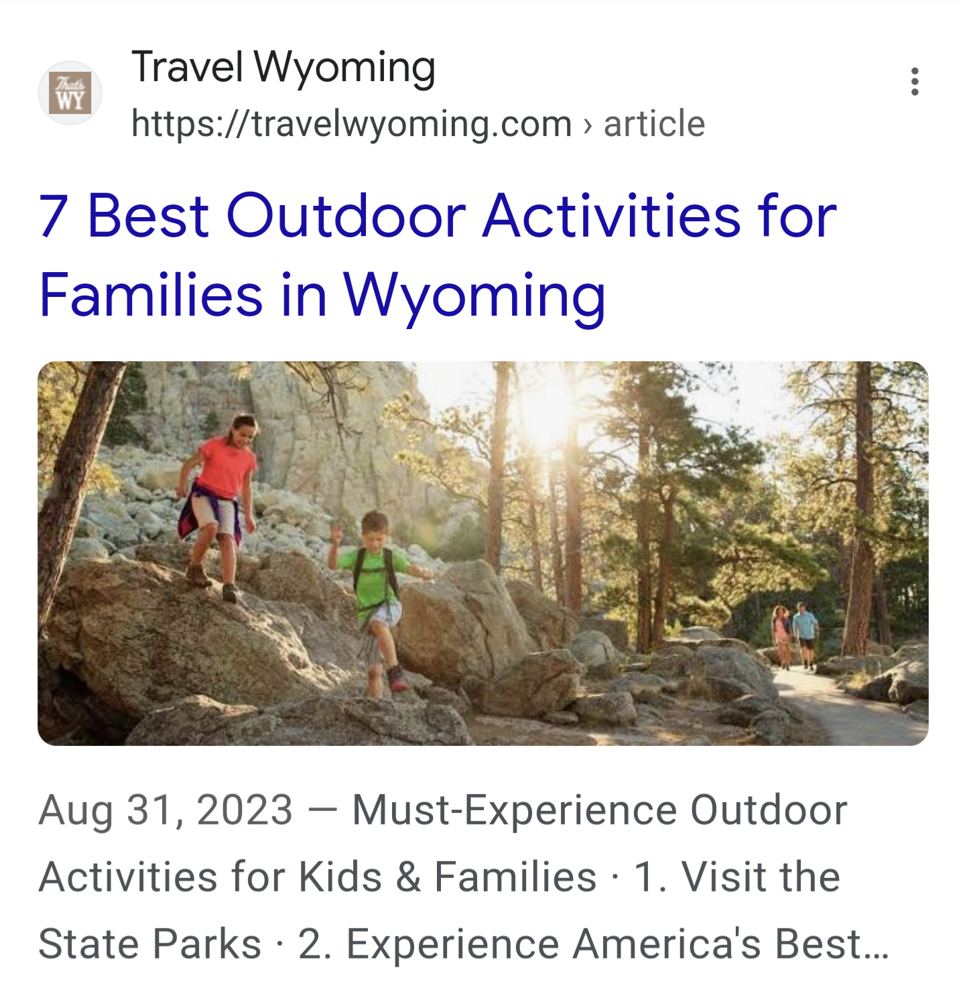 That's
WY
Travel Wyoming
https://travelwyoming.com › article
7 Best Outdoor Activities for
Families in Wyoming
Aug 31, 2023 — Must-Experience Outdoor
Activities for Kids & Families · 1. Visit the
State Parks · 2. Experience America's Best...